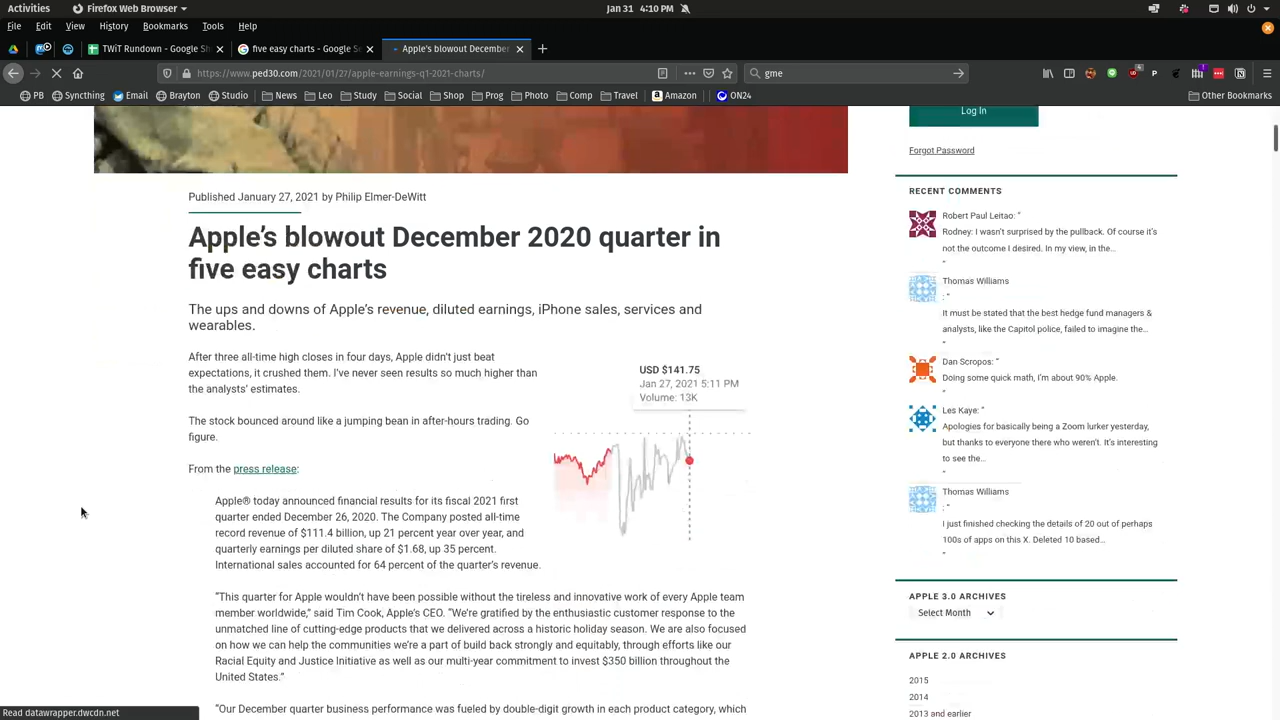 Activities
Firefox Web Browser
Jan 31 4:10 PM
File Edit View History Bookmarks Tools Help
TWiT Rundown - Google Sh
five easy charts - Google Se
Apple's blowout December
https://www.ped30.com/2021/01/27/apple-earnings-q1-2021-charts/
gme
PB Syncthing Email Brayton Studio News Leo Study Social Shop Prog Photo Comp Travel Amazon ON24 Other Bookmarks
Log In
Forgot Password
Published January 27, 2021 by Philip Elmer-DeWitt
Apple's blowout December 2020 quarter in
five easy charts
The ups and downs of Apple's revenue, diluted earnings, iPhone sales, services and
wearables.
After three all-time high closes in four days, Apple didn't just beat
expectations, it crushed them. I've never seen results so much higher than
the analysts' estimates.
The stock bounced around like a jumping bean in after-hours trading. Go
figure.
From the press release:
USD $141.75
Jan 27, 2021 5:11 PM
Volume: 13K
Apple® today announced financial results for its fiscal 2021 first
quarter ended December 26, 2020. The Company posted all-time
record revenue of $111.4 billion, up 21 percent year over year, and
quarterly earnings per diluted share of $1.68, up 35 percent.
International sales accounted for 64 percent of the quarter's revenue.
"This quarter for Apple wouldn't have been possible without the tireless and innovative work of every Apple team
member worldwide," said Tim Cook, Apple's CEO. "We're gratified by the enthusiastic customer response to the
unmatched line of cutting-edge products that we delivered across a historic holiday season. We are also focused
on how we can help the communities we're a part of build back strongly and equitably, through efforts like our
Racial Equity and Justice Initiative as well as our multi-year commitment to invest $350 billion throughout the
United States."
"Our December quarter business performance was fueled by double-digit growth in each product category, which
RECENT COMMENTS
Robert Paul Leitao: "
Rodney: I wasn't surprised by the pullback. Of course it's
not the outcome I desired. In my view, in the…
"
Thomas Williams
: "
It must be stated that the best hedge fund managers &
analysts, like the Capitol police, failed to imagine the…
"
Dan Scropos: "
Doing some quick math, I'm about 90% Apple.
"
Les Kaye: "
Apologies for basically being a Zoom lurker yesterday,
but thanks to everyone there who weren't. It's interesting
to see the…
"
Thomas Williams
: "
I just finished checking the details of 20 out of perhaps
100s of apps on this X. Deleted 10 based…
"
APPLE 3.0 ARCHIVES
Select Month
APPLE 2.0 ARCHIVES
2015
2014
2013 and earlier
Read datawrapper.dwcdn.net